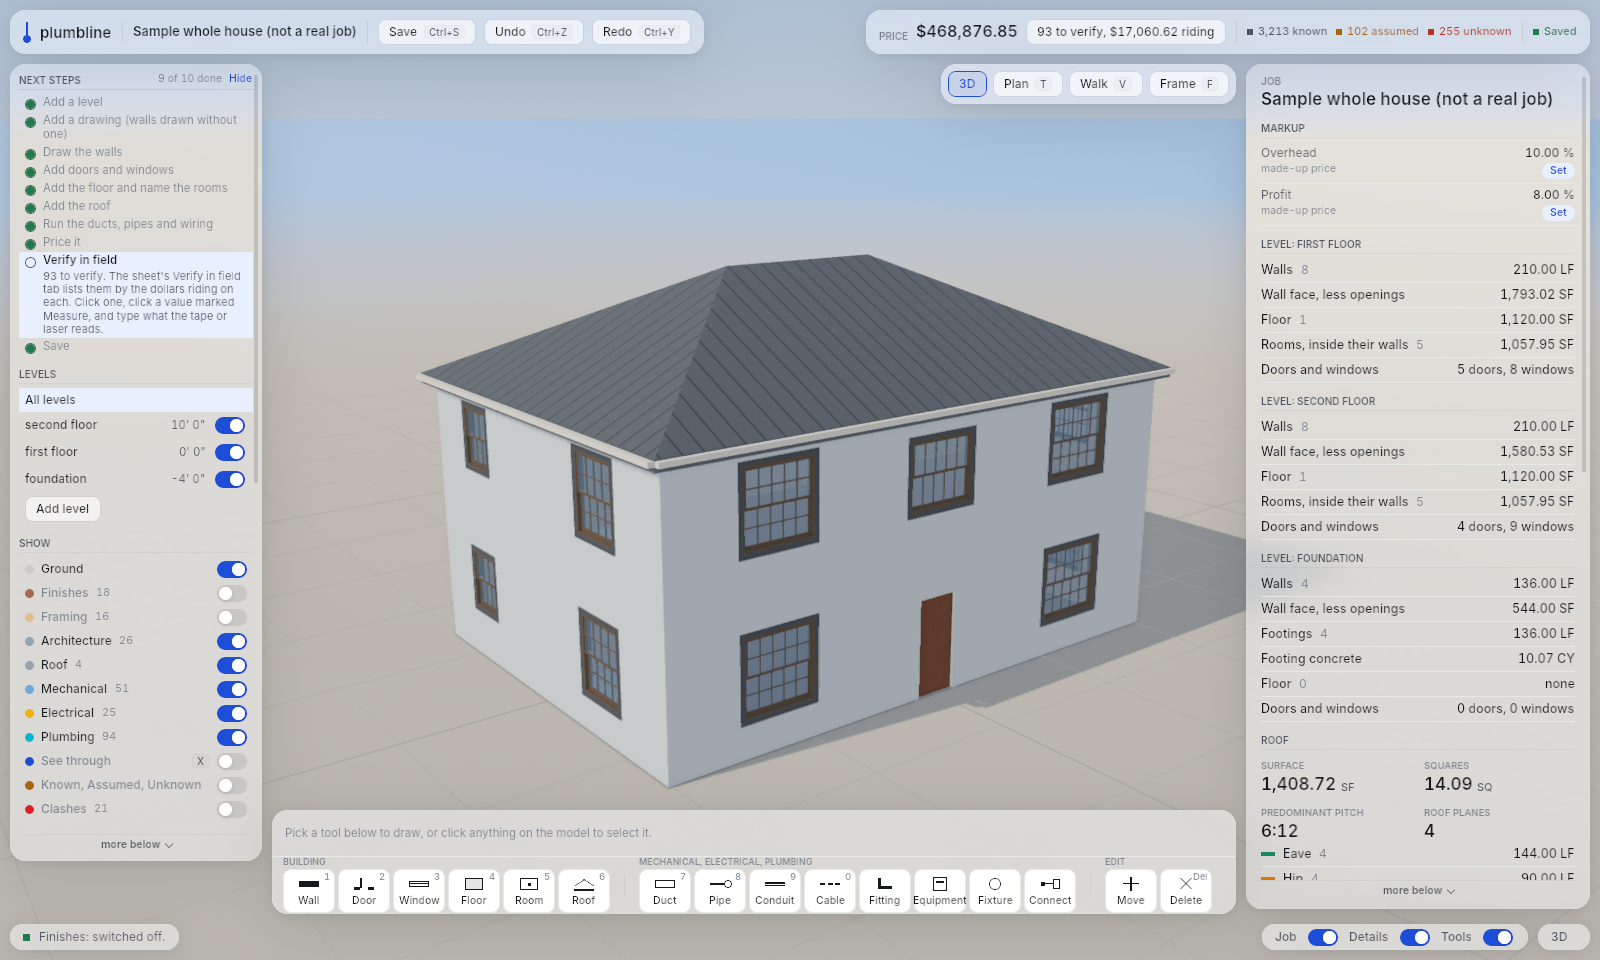 plumbline
Sample whole house (not a real job)
Save Ctrl+S
Undo Ctrl+Z
Redo Ctrl+Y
PRICE $468,876.85
93 to verify, $17,060.62 riding
3,213 known
102 assumed
255 unknown
Saved
NEXT STEPS 9 of 10 done Hide
Add a level
Add a drawing (walls drawn without
one)
Draw the walls
Add doors and windows
Add the floor and name the rooms
Add the roof
Run the ducts, pipes and wiring
Price it
Verify in field
93 to verify. The sheet's Verify in field
tab lists them by the dollars riding on
each. Click one, click a value marked
Measure, and type what the tape or
laser reads.
Save
LEVELS
All levels
second floor 10' 0"
first floor 0' 0"
foundation -4' 0"
Add level
SHOW
Ground
Finishes 18
Framing 16
Architecture 26
Roof 4
Mechanical 51
Electrical 25
Plumbing 94
See through X
Known, Assumed, Unknown
Clashes 21
more below
Finishes: switched off.
3D
Plan T
Walk V
Frame F
Pick a tool below to draw, or click anything on the model to select it.
BUILDING
Wall 1
Door 2
Window 3
Floor 4
Room 5
Roof 6
MECHANICAL, ELECTRICAL, PLUMBING
Duct 7
Pipe 8
Conduit 9
Cable 0
Fitting
Equipment
Fixture
Connect
EDIT
Move
Delete Del
JOB
Sample whole house (not a real job)
MARKUP
Overhead 10.00 %
made-up price Set
Profit 8.00 %
made-up price Set
LEVEL: FIRST FLOOR
Walls 8 210.00 LF
Wall face, less openings 1,793.02 SF
Floor 1 1,120.00 SF
Rooms, inside their walls 5 1,057.95 SF
Doors and windows 5 doors, 8 windows
LEVEL: SECOND FLOOR
Walls 8 210.00 LF
Wall face, less openings 1,580.53 SF
Floor 1 1,120.00 SF
Rooms, inside their walls 5 1,057.95 SF
Doors and windows 4 doors, 9 windows
LEVEL: FOUNDATION
Walls 4 136.00 LF
Wall face, less openings 544.00 SF
Footings 4 136.00 LF
Footing concrete 10.07 CY
Floor 0 none
Doors and windows 0 doors, 0 windows
ROOF
SURFACE SQUARES
1,408.72 SF 14.09 SQ
PREDOMINANT PITCH ROOF PLANES
6:12 4
Eave 4 144.00 LF
Hip 4 90.00 LF
more below
Job
Details
Tools
3D